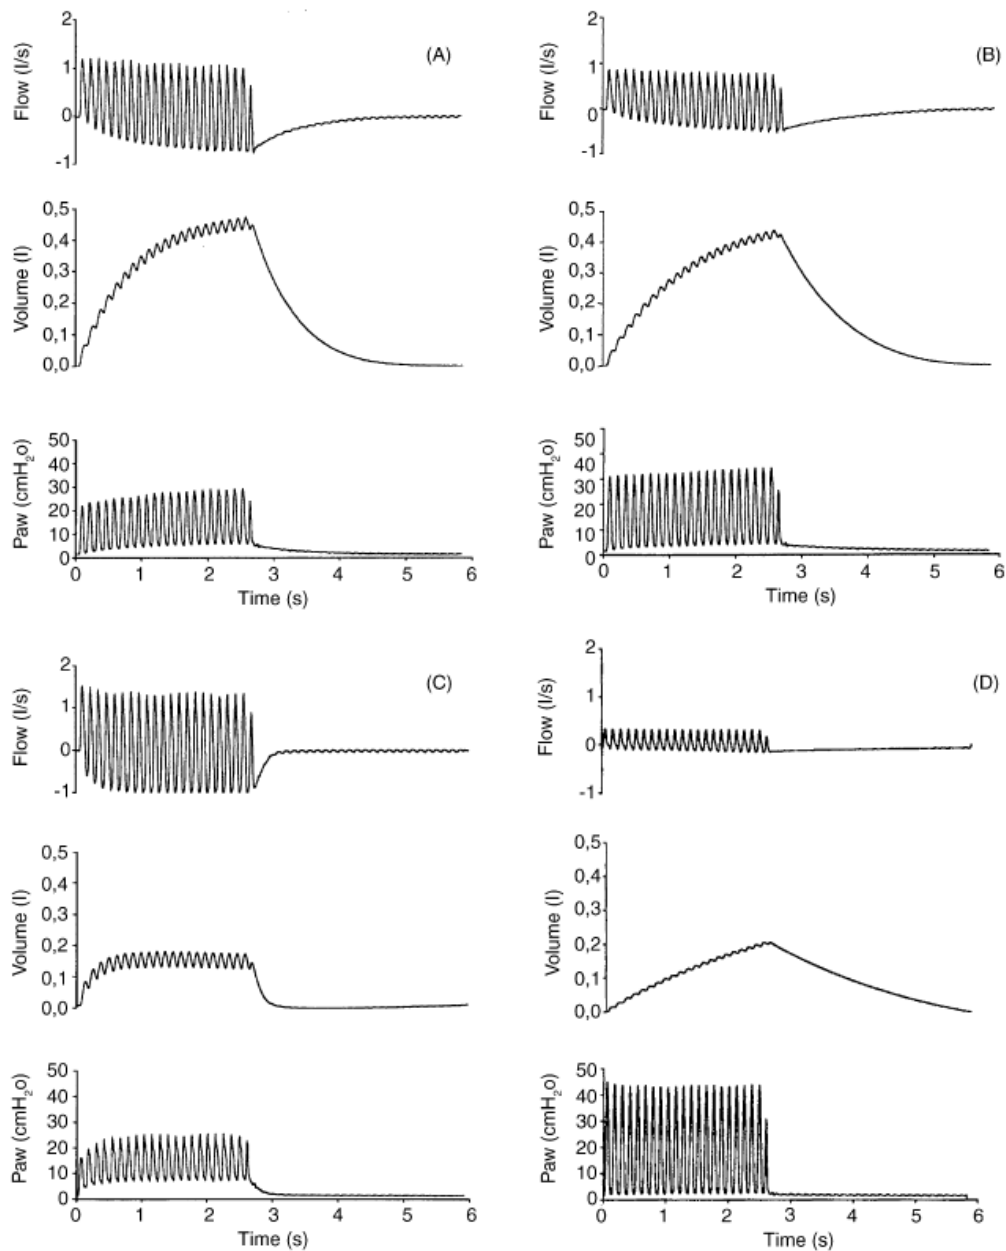 Flow (l/s)
2
1
0
-1
(A)
Volume (l)
0,5
0,4
0,3
0,2
0,1
0,0
Paw (cmH2o)
50
40
30
20
10
0
0 1 2 3 4 5 6
Time (s)
Flow (l/s)
2
1
0
-1
(B)
Volume (l)
0,5
0,4
0,3
0,2
0,1
0,0
Paw (cmH2o)
50
40
30
20
10
0
0 1 2 3 4 5 6
Time (s)
Flow (l/s)
2
1
0
-1
(C)
Volume (l)
0,5
0,4
0,3
0,2
0,1
0,0
Paw (cmH2o)
50
40
30
20
10
0
0 1 2 3 4 5 6
Time (s)
Flow (l/s)
2
1
0
-1
(D)
Volume (l)
0,5
0,4
0,3
0,2
0,1
0,0
Paw (cmH2o)
50
40
30
20
10
0
0 1 2 3 4 5 6
Time (s)